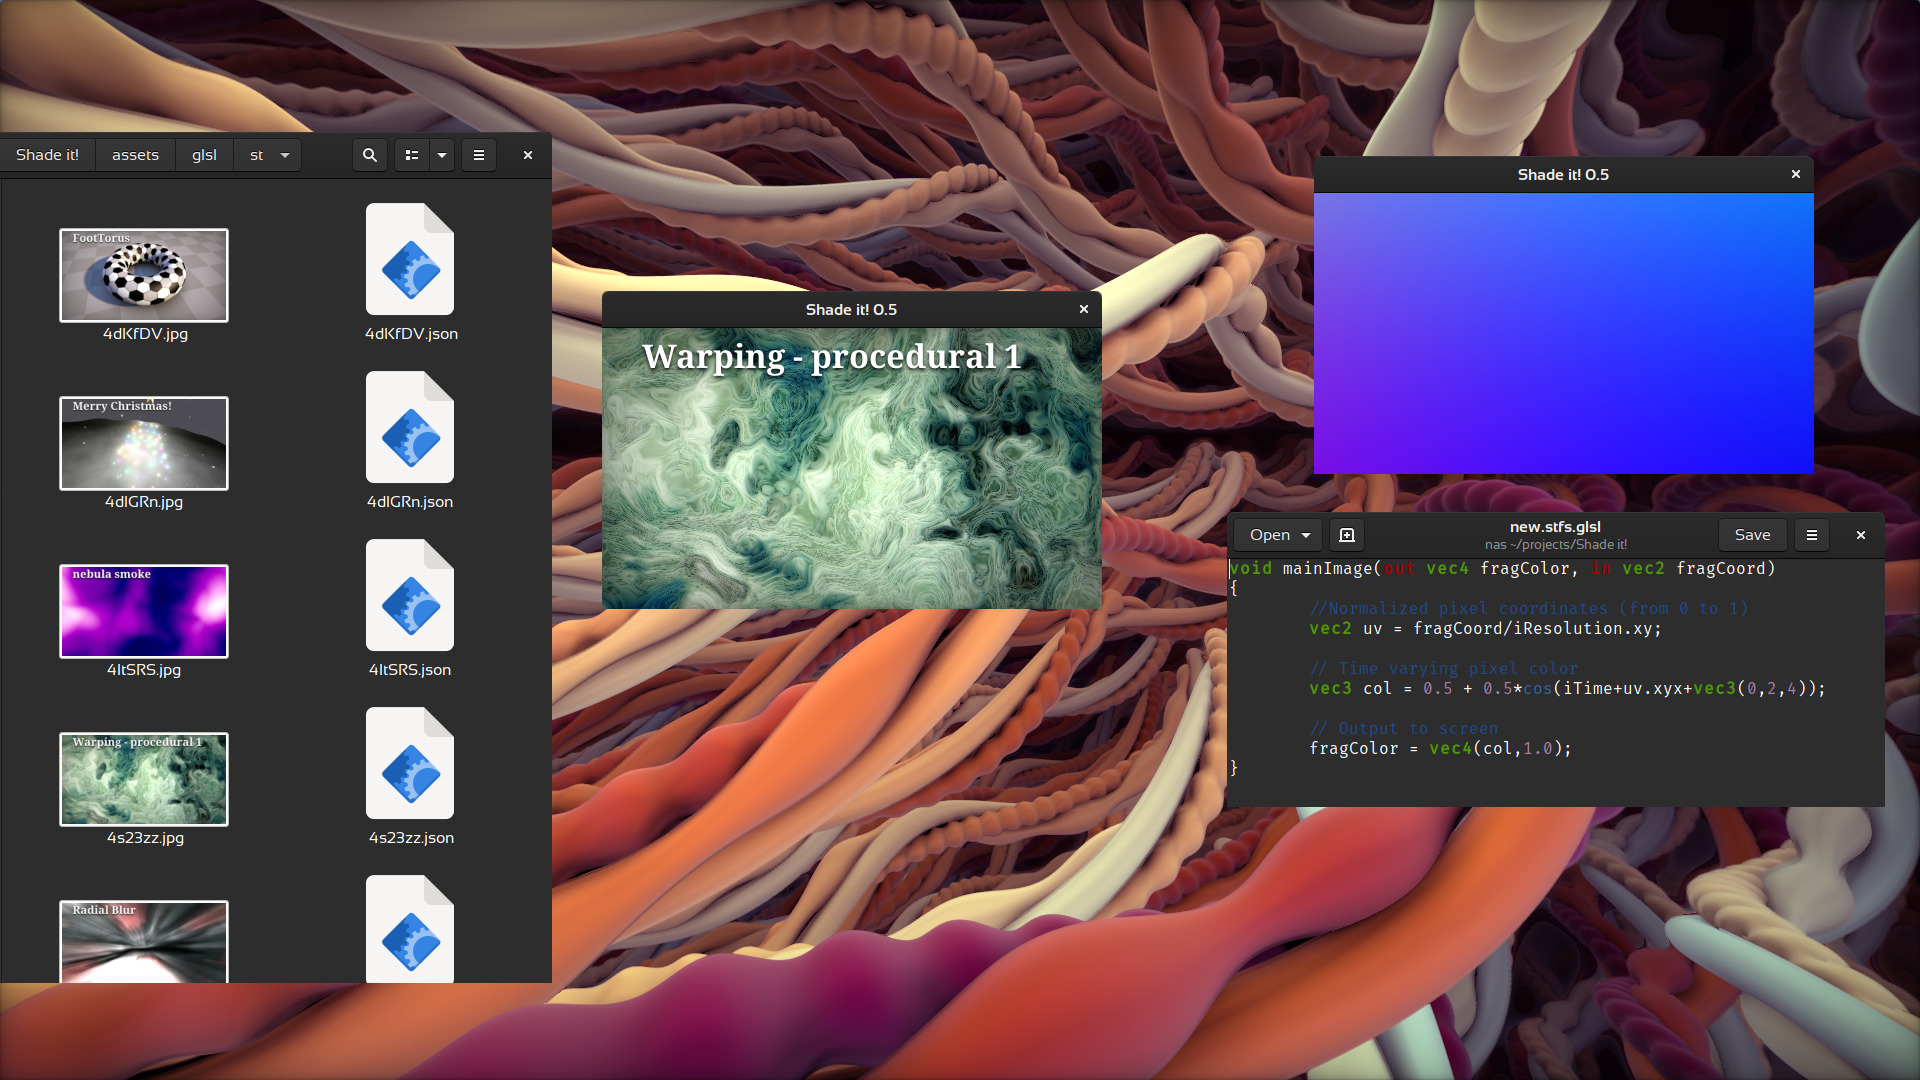 Shade it!
assets
glsl
st
FootTorus
4dKfDV.jpg
4dKfDV.json
Merry Christmas!
4dlGRn.jpg
4dlGRn.json
nebula smoke
4ltSRS.jpg
4ltSRS.json
Warping - procedural 1
4s23zz.jpg
4s23zz.json
Radial Blur
Shade it! 0.5
Warping - procedural 1
Shade it! 0.5
Open
new.stfs.glsl
nas ~/projects/Shade it!
Save
void mainImage(out vec4 fragColor, in vec2 fragCoord)
{
//Normalized pixel coordinates (from 0 to 1)
vec2 uv = fragCoord/iResolution.xy;
// Time varying pixel color
vec3 col = 0.5 + 0.5*cos(iTime+uv.xyx+vec3(0,2,4));
// Output to screen
fragColor = vec4(col,1.0);
}